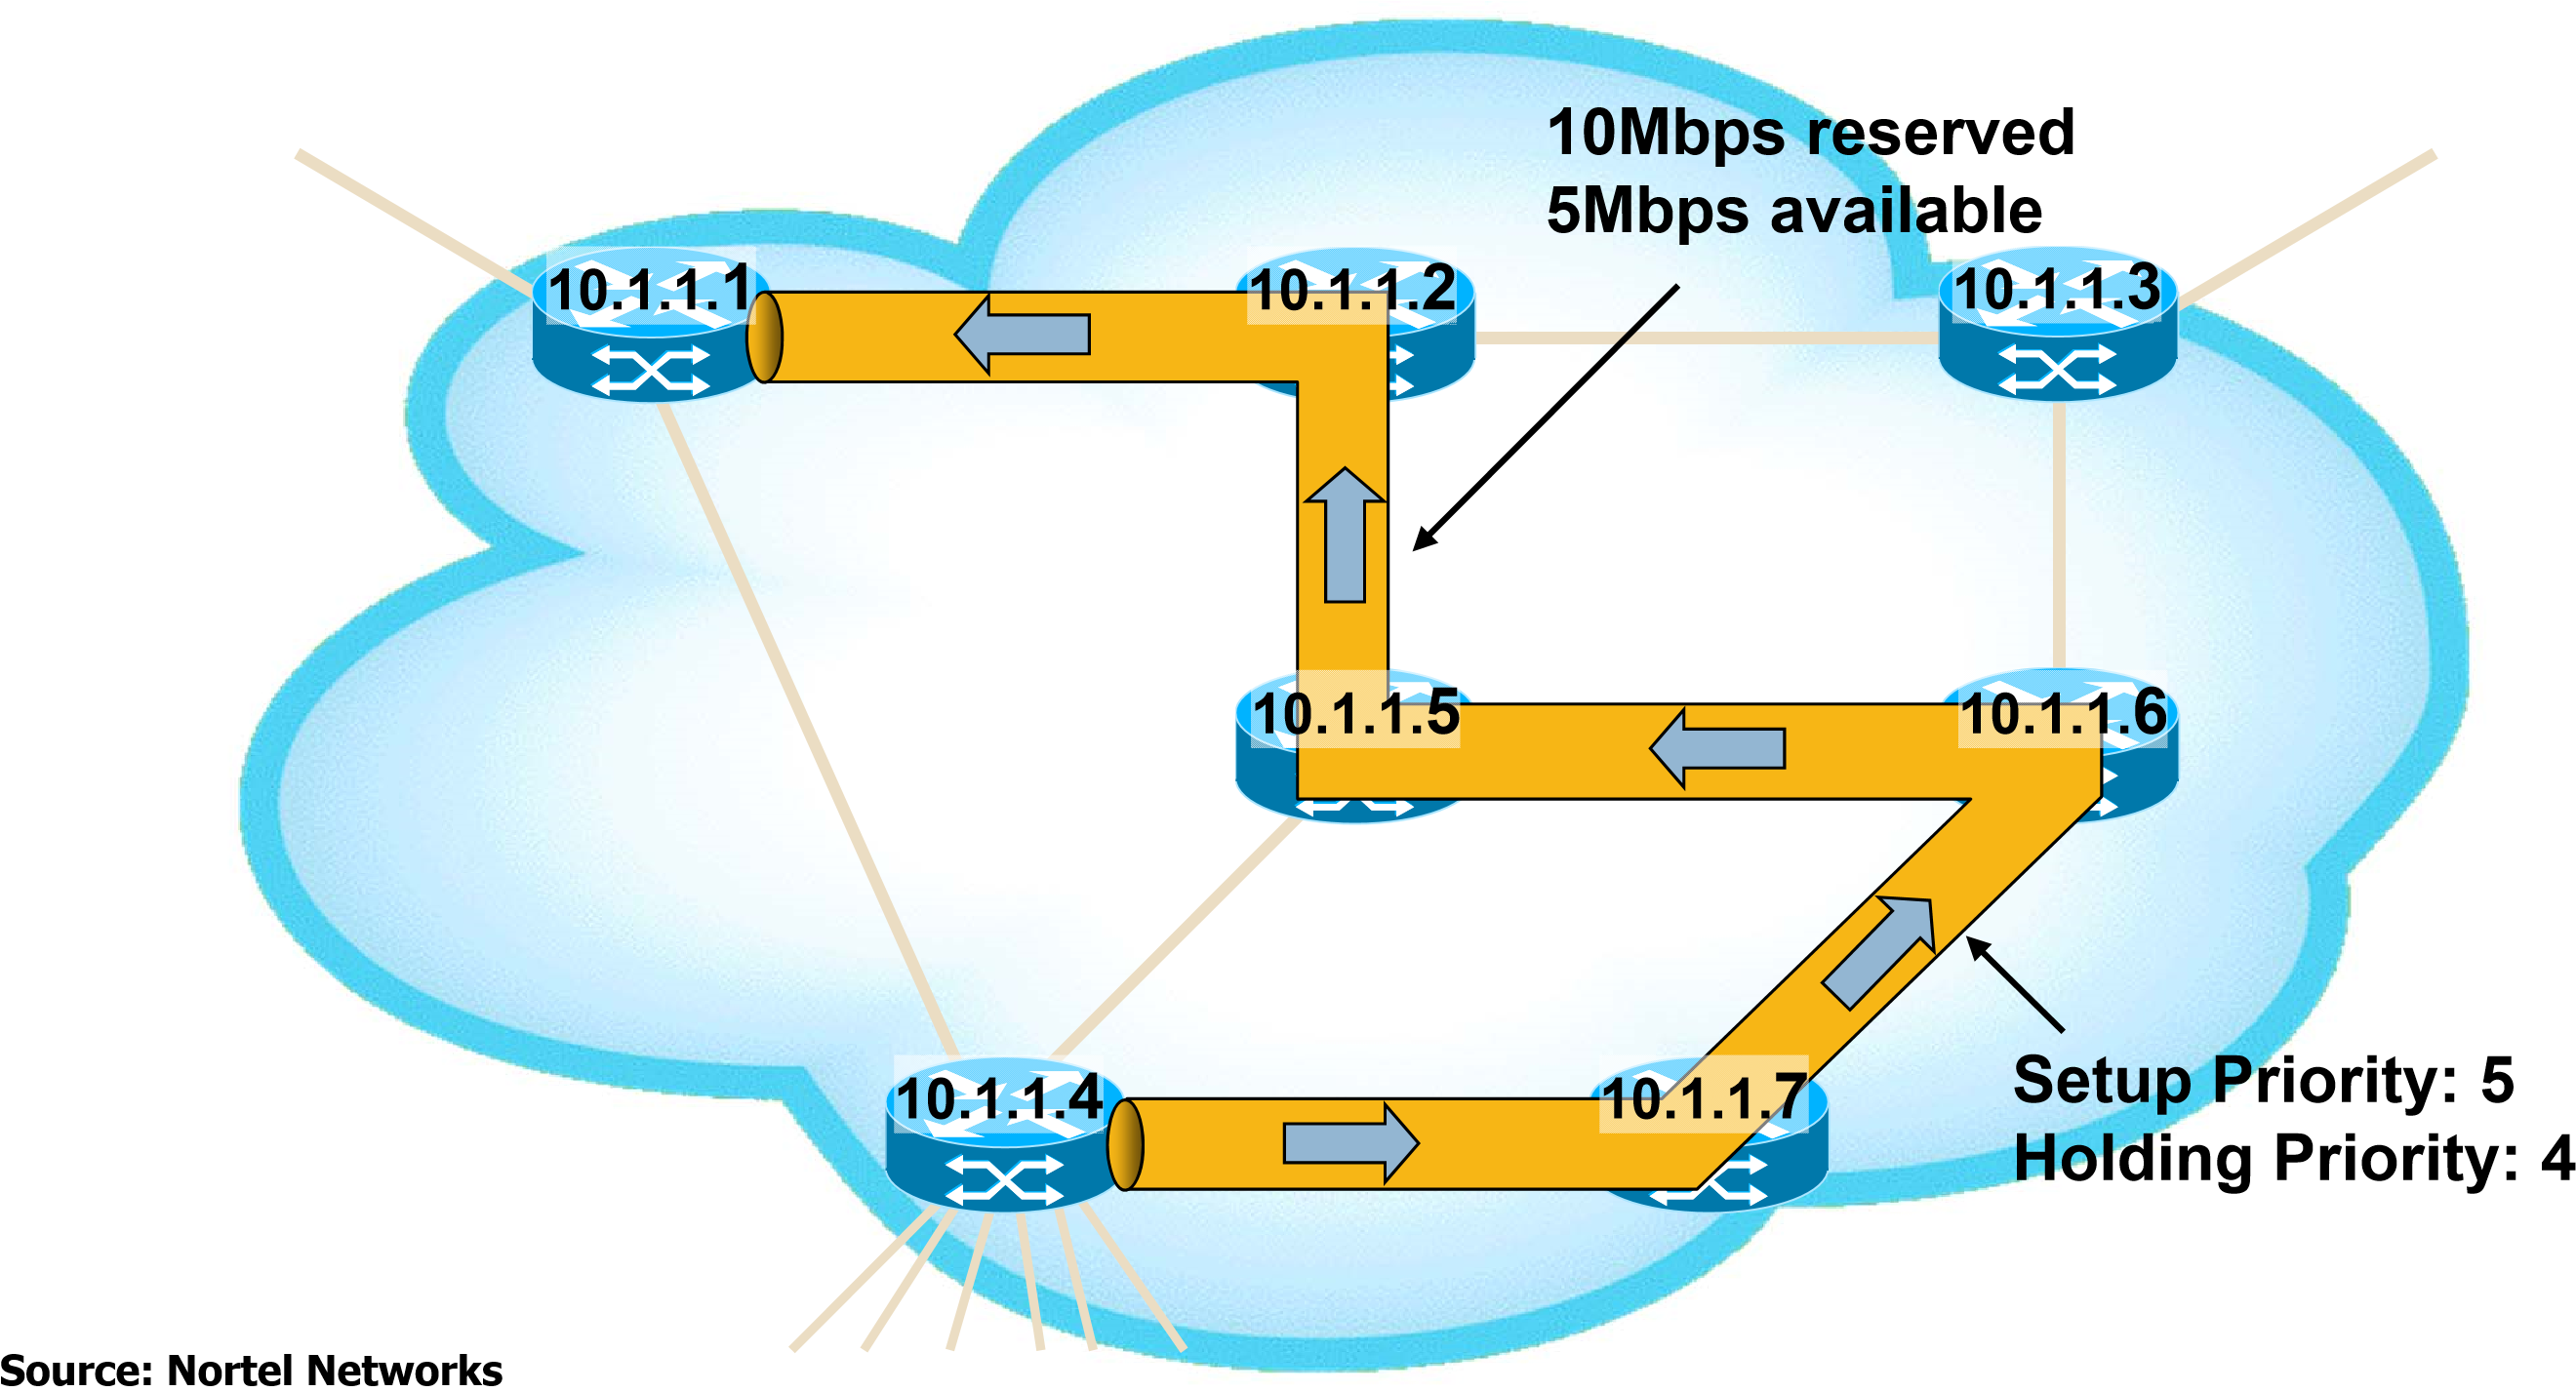 10Mbps reserved
5Mbps available
10.1.1.1
10.1.1.2
10.1.1.3
10.1.1.5
10.1.1.6
10.1.1.4
10.1.1.7
Setup Priority: 5
Holding Priority: 4
Source: Nortel Networks